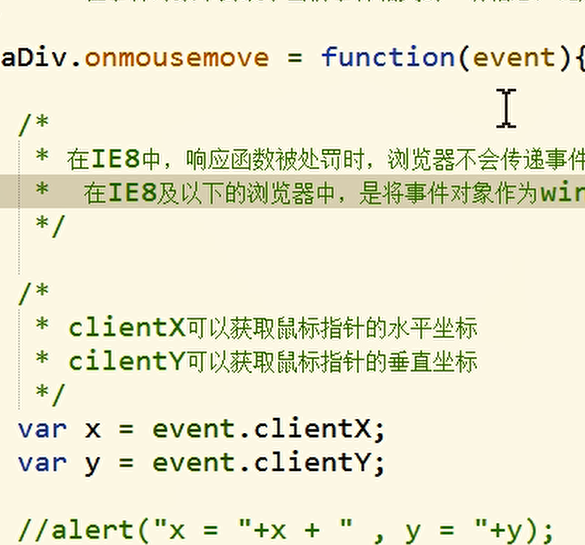 aDiv.onmousemove = function(event){
/*
* 在IE8中，响应函数被处罚时，浏览器不会传递事件
* 在IE8及以下的浏览器中，是将事件对象作为win
*/
/*
* clientX可以获取鼠标指针的水平坐标
* cilentY可以获取鼠标指针的垂直坐标
*/
var x = event.clientX;
var y = event.clientY;
//alert("x = "+x + " , y = "+y);